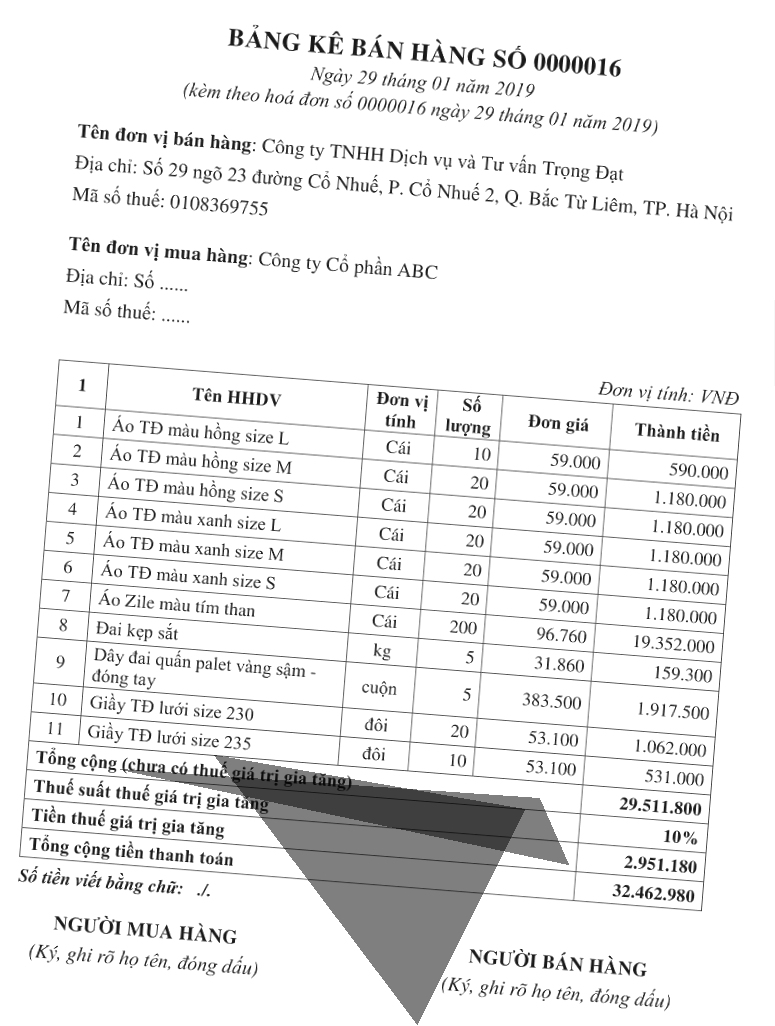 BẢNG KÊ BÁN HÀNG SỐ 0000016
Ngày 29 tháng 01 năm 2019
(kèm theo hoá đơn số 0000016 ngày 29 tháng 01 năm 2019)
Tên đơn vị bán hàng: Công ty TNHH Dịch vụ và Tư vấn Trọng Đạt
Địa chỉ: Số 29 ngõ 23 đường Cổ Nhuế, P. Cổ Nhuế 2, Q. Bắc Từ Liêm, TP. Hà Nội
Mã số thuế: 0108369755
Tên đơn vị mua hàng: Công ty Cổ phần ABC
Địa chỉ: Số ......
Mã số thuế: ......
Đơn vị tính: VNĐ
1 Tên HHDV Đơn vị tính Số lượng Đơn giá Thành tiền
1 Áo TĐ màu hồng size L Cái 10 59.000 590.000
2 Áo TĐ màu hồng size M Cái 20 59.000 1.180.000
3 Áo TĐ màu hồng size S Cái 20 59.000 1.180.000
4 Áo TĐ màu xanh size L Cái 20 59.000 1.180.000
5 Áo TĐ màu xanh size M Cái 20 59.000 1.180.000
6 Áo TĐ màu xanh size S Cái 20 59.000 1.180.000
7 Áo Zile màu tím than Cái 200 96.760 19.352.000
8 Đai kẹp sắt kg 5 31.860 159.300
9 Dây đai quấn palet vàng sậm - đóng tay cuộn 5 383.500 1.917.500
10 Giầy TĐ lưới size 230 đôi 20 53.100 1.062.000
11 Giầy TĐ lưới size 235 đôi 10 53.100 531.000
Tổng cộng (chưa có thuế giá trị gia tăng) 29.511.800
Thuế suất thuế giá trị gia tăng 10%
Tiền thuế giá trị gia tăng 2.951.180
Tổng cộng tiền thanh toán 32.462.980
Số tiền viết bằng chữ: ./.
NGƯỜI MUA HÀNG
(Ký, ghi rõ họ tên, đóng dấu)
NGƯỜI BÁN HÀNG
(Ký, ghi rõ họ tên, đóng dấu)